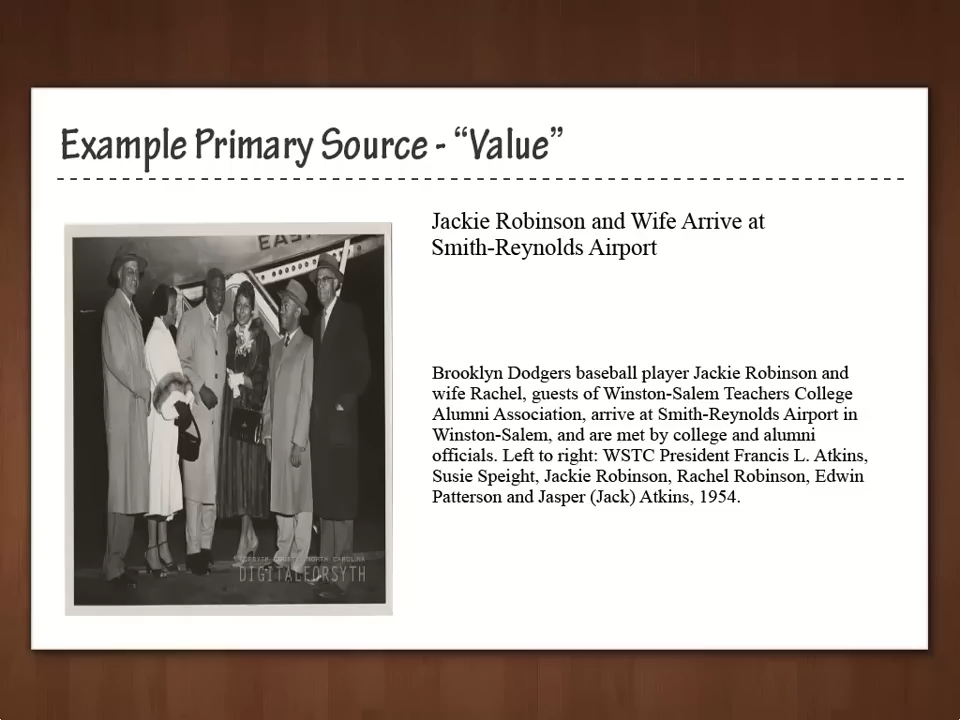 Example Primary Source - “Value”
Jackie Robinson and Wife Arrive at
Smith-Reynolds Airport
EAS
Brooklyn Dodgers baseball player Jackie Robinson and
wife Rachel, guests of Winston-Salem Teachers College
Alumni Association, arrive at Smith-Reynolds Airport in
Winston-Salem, and are met by college and alumni
officials. Left to right: WSTC President Francis L. Atkins,
Susie Speight, Jackie Robinson, Rachel Robinson, Edwin
Patterson and Jasper (Jack) Atkins, 1954.
FORSYTH COUNTY, NORTH CAROLINA
DIGITALFORSYTH